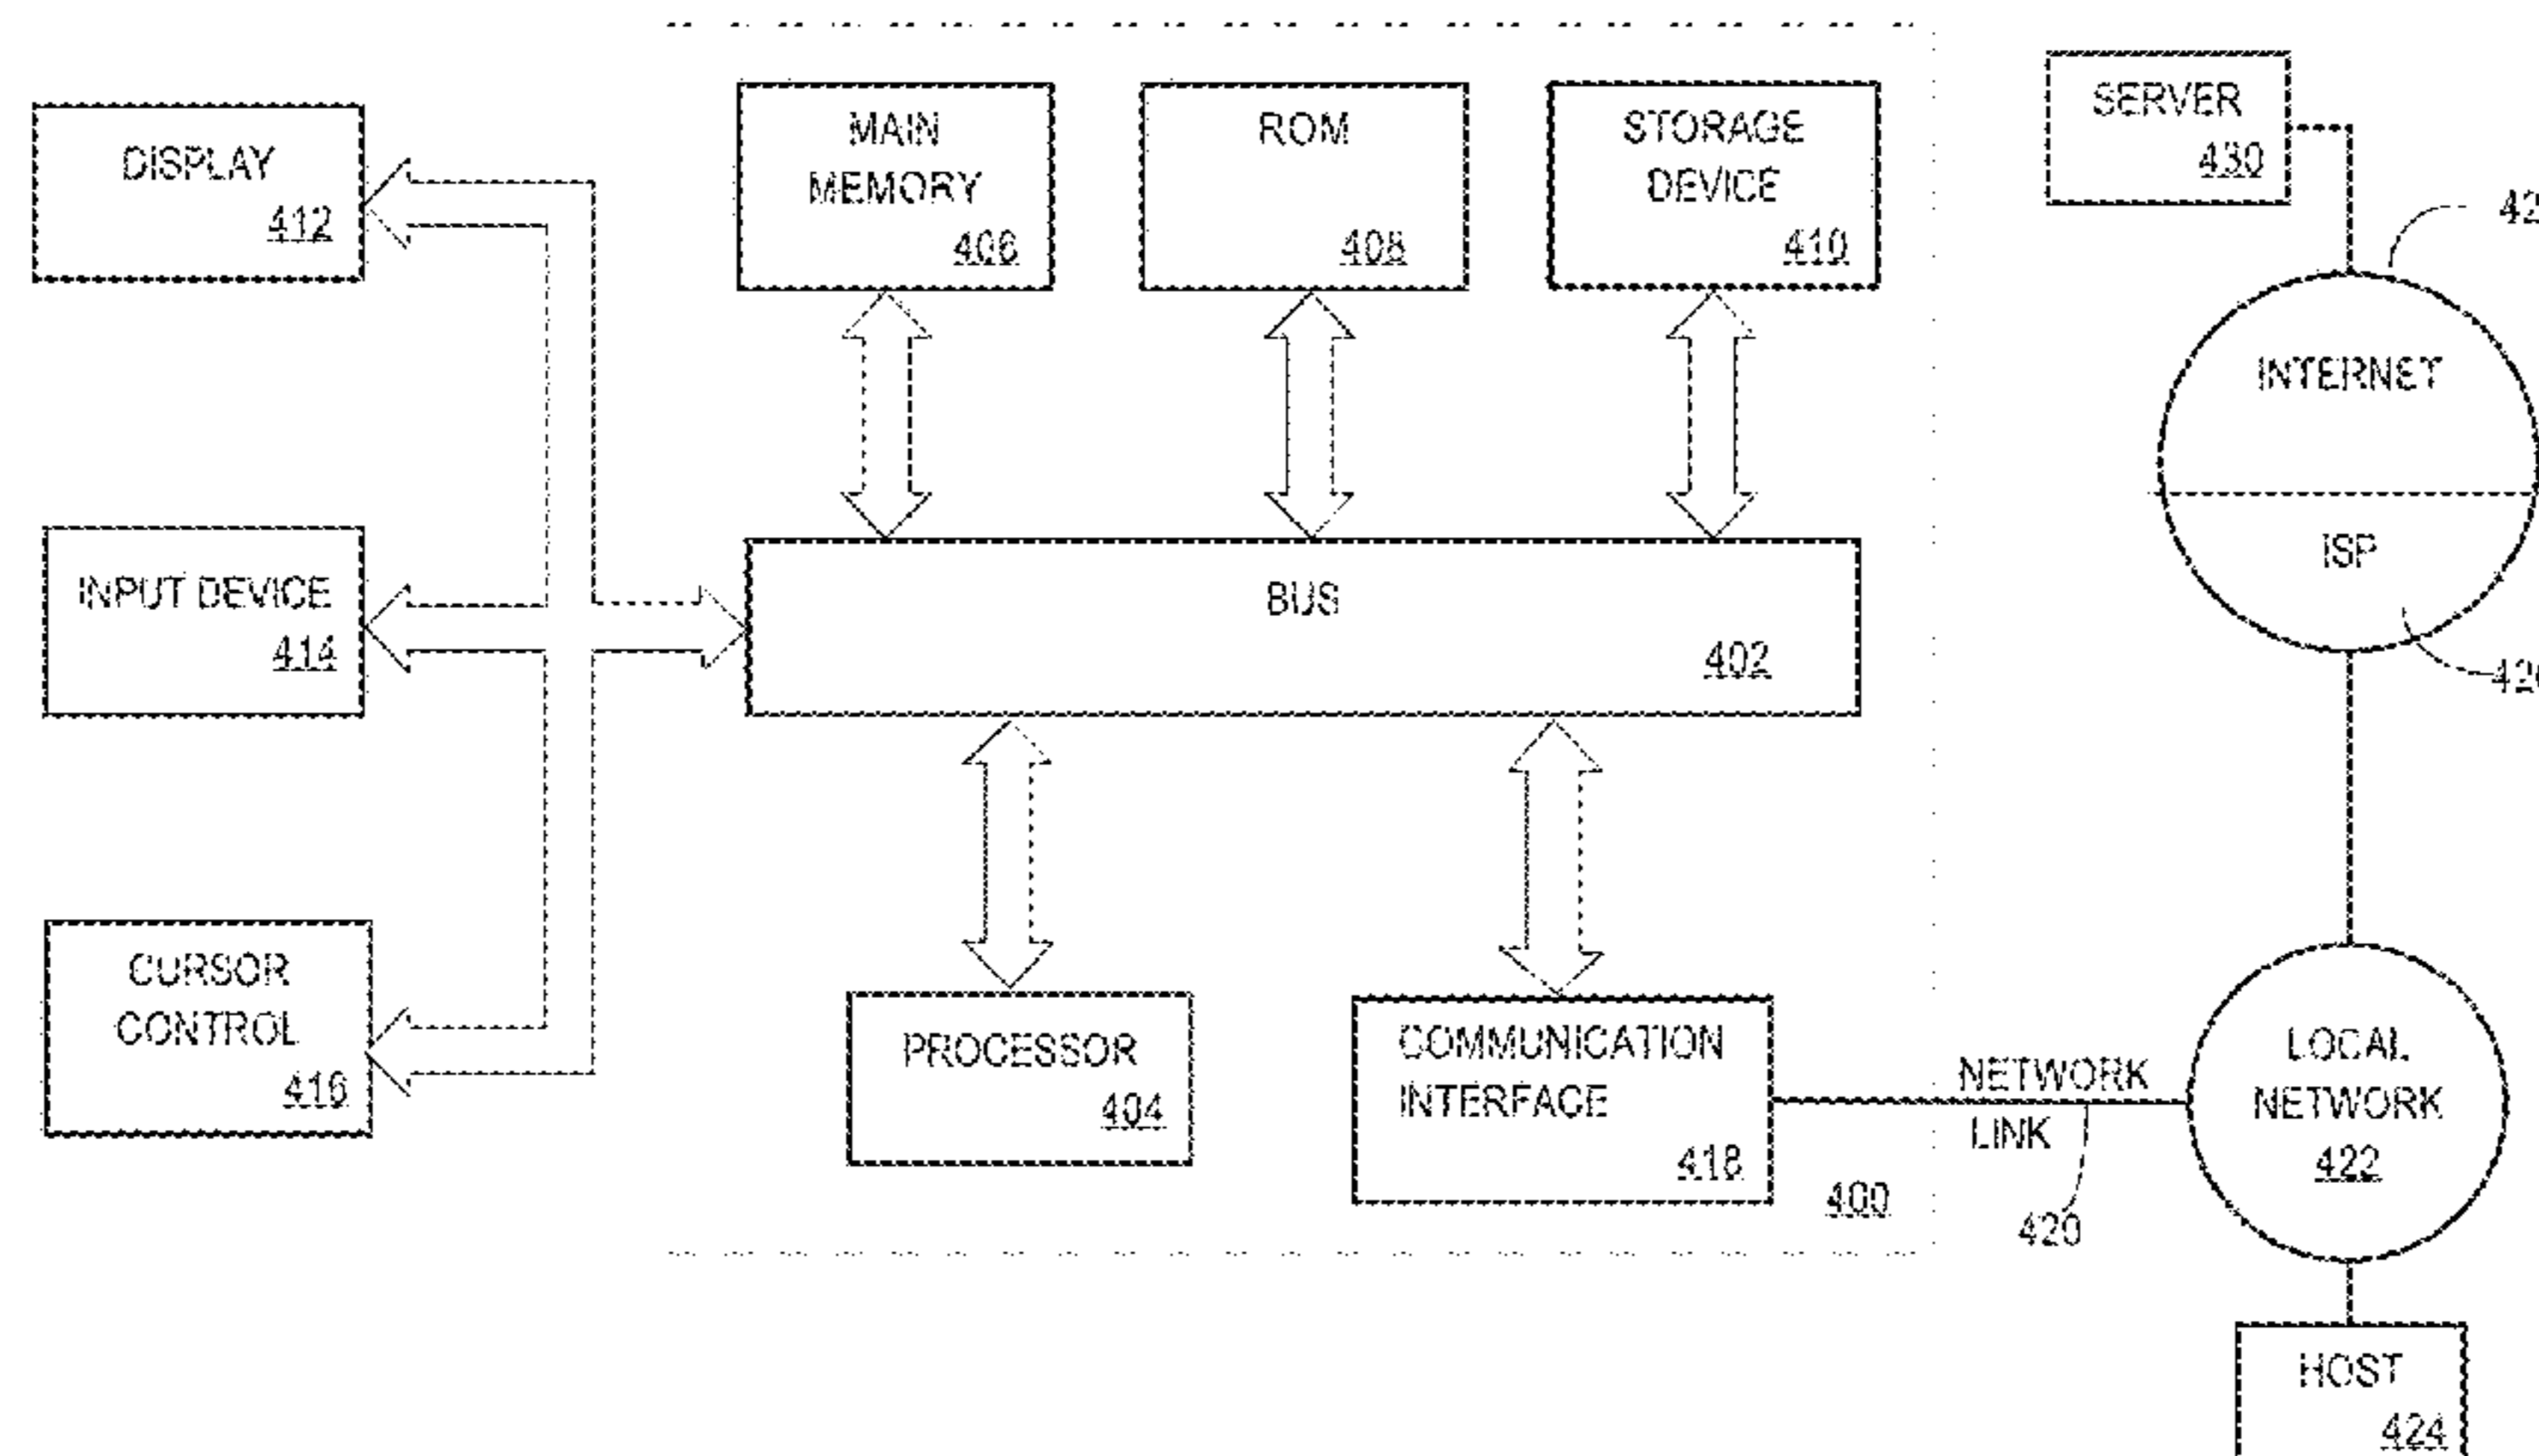 DISPLAY
412
MAIN
MEMORY
406
ROM
408
STORAGE
DEVICE
410
SERVER
430
INTERNET
ISP
INPUT DEVICE
414
BUS
402
CURSOR
CONTROL
416
PROCESSOR
404
COMMUNICATION
INTERFACE
418
400
NETWORK
LINK
420
LOCAL
NETWORK
422
HOST
424